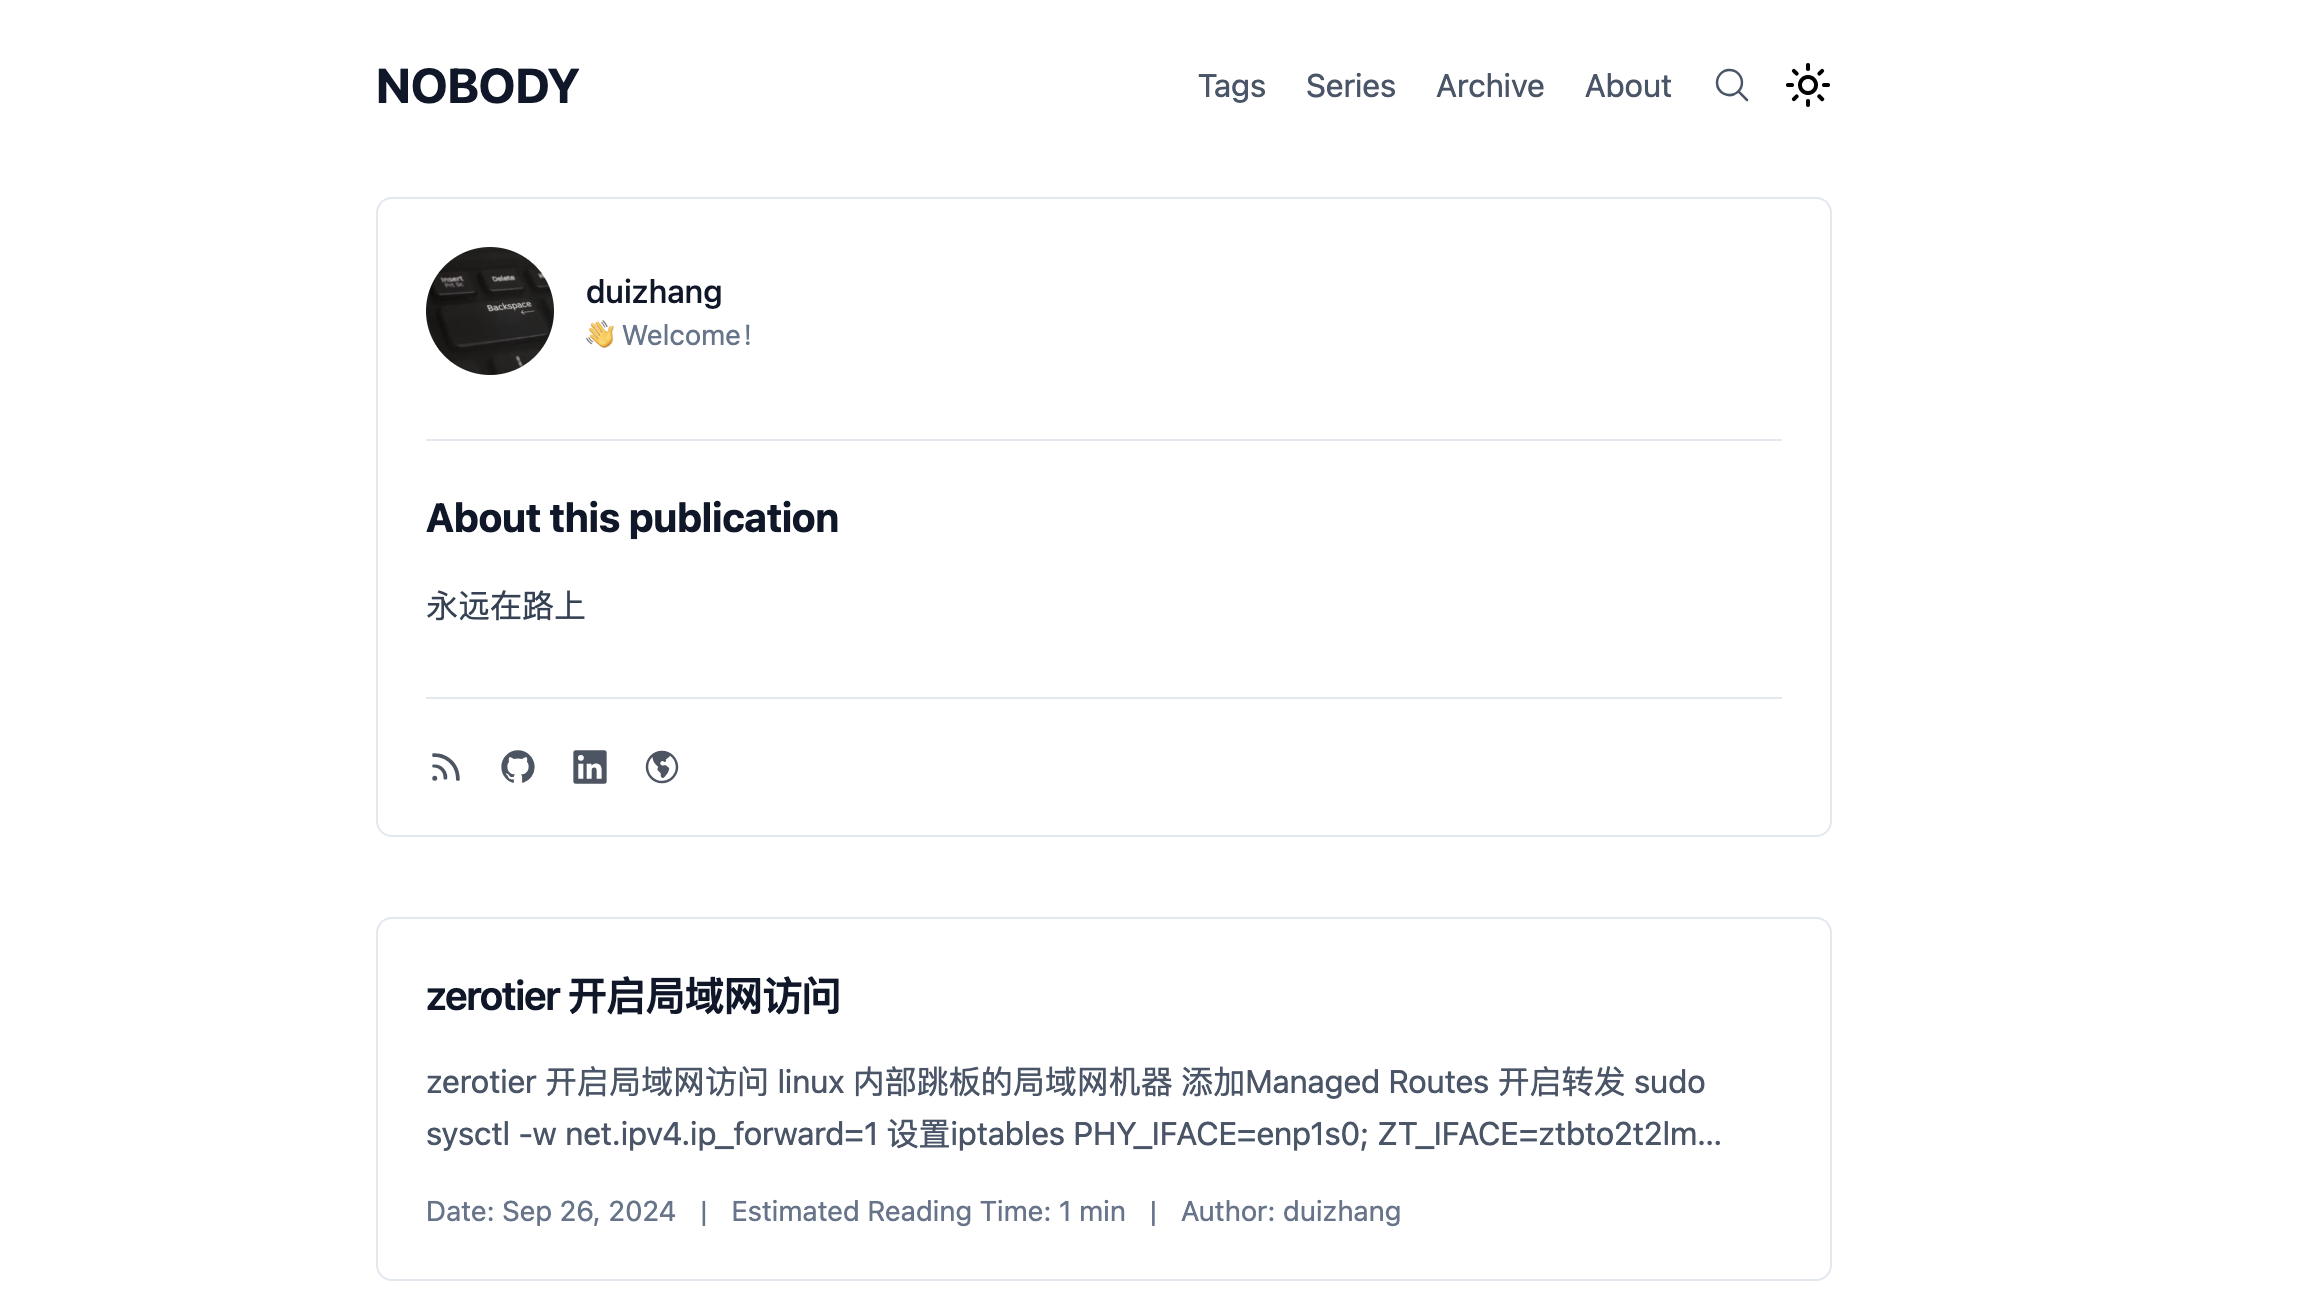 NOBODY
Tags Series Archive About
Insert
Delete
Backspace
duizhang
👋 Welcome!
About this publication
永远在路上
zerotier 开启局域网访问
zerotier 开启局域网访问 linux 内部跳板的局域网机器 添加Managed Routes 开启转发 sudo
sysctl -w net.ipv4.ip_forward=1 设置iptables PHY_IFACE=enp1s0; ZT_IFACE=ztbto2t2lm...
Date: Sep 26, 2024 | Estimated Reading Time: 1 min | Author: duizhang